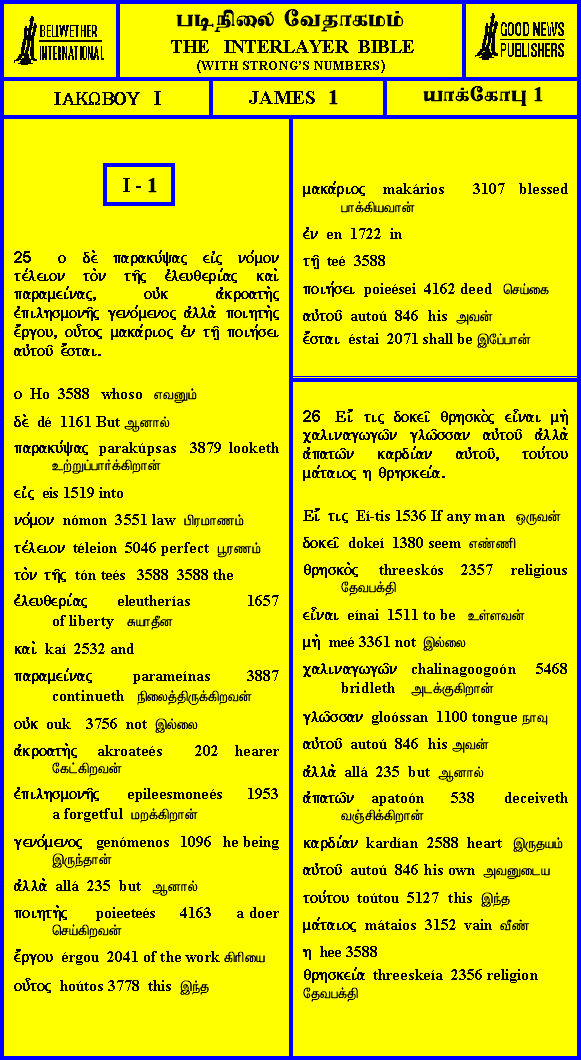 BELLWETHER
INTERNATIONAL
படிநிலை வேதாகமம்
THE INTERLAYER BIBLE
(WITH STRONG'S NUMBERS)
GOOD NEWS
PUBLISHERS
ΙΑΚΩΒΟΥ Ι
JAMES 1
யாக்கோபு 1
I - 1
25 ο δὲ παρακύψας εἰς νόμον
τέλειον τὸν τῆς ἐλευθερίας καὶ
παραμείνας, οὐκ ἀκροατὴς
ἐπιλησμονῆς γενόμενος ἀλλὰ ποιητὴς
ἔργου, οὗτος μακάριος ἐν τῇ ποιήσει
αὐτοῦ ἔσται.
ο Ho 3588 whoso எவனும்
δὲ dé 1161 But ஆனால்
παρακύψας parakúpsas 3879 looketh
உற்றுப்பார்க்கிறான்
εἰς eis 1519 into
νόμον nómon 3551 law பிரமாணம்
τέλειον téleion 5046 perfect பூரணம்
τὸν τῆς tón teés 3588 3588 the
ἐλευθερίας eleutherías 1657
of liberty சுயாதீன
καὶ kaí 2532 and
παραμείνας parameínas 3887
continueth நிலைத்திருக்கிறவன்
οὐκ ouk 3756 not இல்லை
ἀκροατὴς akroateés 202 hearer
கேட்கிறவன்
ἐπιλησμονῆς epileesmoneés 1953
a forgetful மறக்கிறான்
γενόμενος genómenos 1096 he being
இருந்தான்
ἀλλὰ allá 235 but ஆனால்
ποιητὴς poieeteés 4163 a doer
செய்கிறவன்
ἔργου érgou 2041 of the work கிரியை
οὗτος hoútos 3778 this இந்த
μακάριος makários 3107 blessed
பாக்கியவான்
ἐν en 1722 in
τῇ teé 3588
ποιήσει poieései 4162 deed செய்கை
αὐτοῦ autoú 846 his அவன்
ἔσται éstai 2071 shall be இப்பான்
26 Εἴ τις δοκεῖ θρησκὸς εἶναι μὴ
χαλιναγωγῶν γλῶσσαν αὐτοῦ ἀλλὰ
ἀπατῶν καρδίαν αὐτοῦ, τούτου
μάταιος η θρησκεία.
Εἴ τις Eí-tis 1536 If any man ஒருவன்
δοκεῖ dokeí 1380 seem எண்ணி
θρησκὸς threeskós 2357 religious
தேவபக்தி
εἶναι eínai 1511 to be உள்ளவன்
μὴ meé 3361 not இல்லை
χαλιναγωγῶν chalinagoogoón 5468
bridleth அடக்குகிறான்
γλῶσσαν gloóssan 1100 tongue நாவு
αὐτοῦ autoú 846 his அவன்
ἀλλὰ allá 235 but ஆனால்
ἀπατῶν apatoón 538 deceiveth
வஞ்சிக்கிறான்
καρδίαν kardían 2588 heart இருதயம்
αὐτοῦ autoú 846 his own அவனுடைய
τούτου toútou 5127 this இந்த
μάταιος mátaios 3152 vain வீண்
η hee 3588
θρησκεία threeskeía 2356 religion
தேவபக்தி